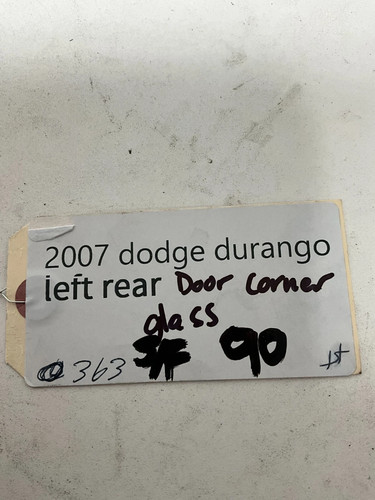 2007 dodge durango
left rear Door corner
glass
363 90